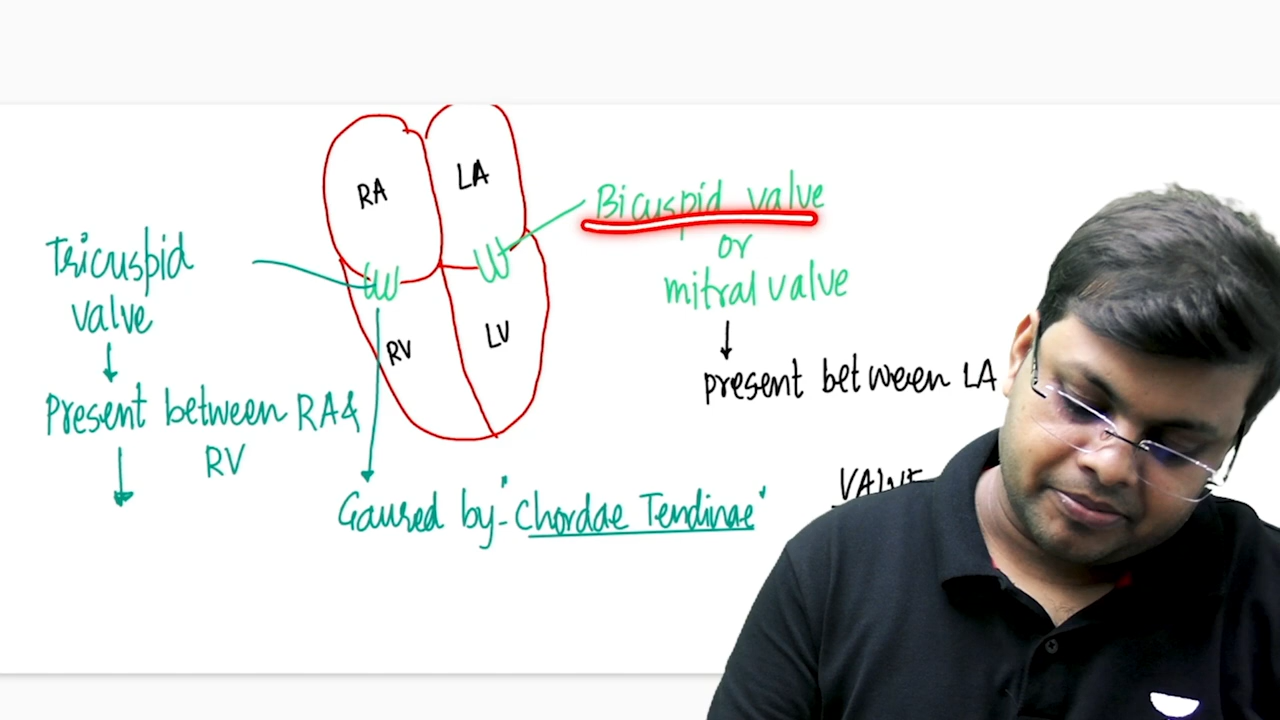 RA
LA
Bicuspid valve
or
mitral valve
present between LA
Tricuspid
valve
Present between RA &
RV
RV
LV
Gaured by - "Chordae Tendinae"